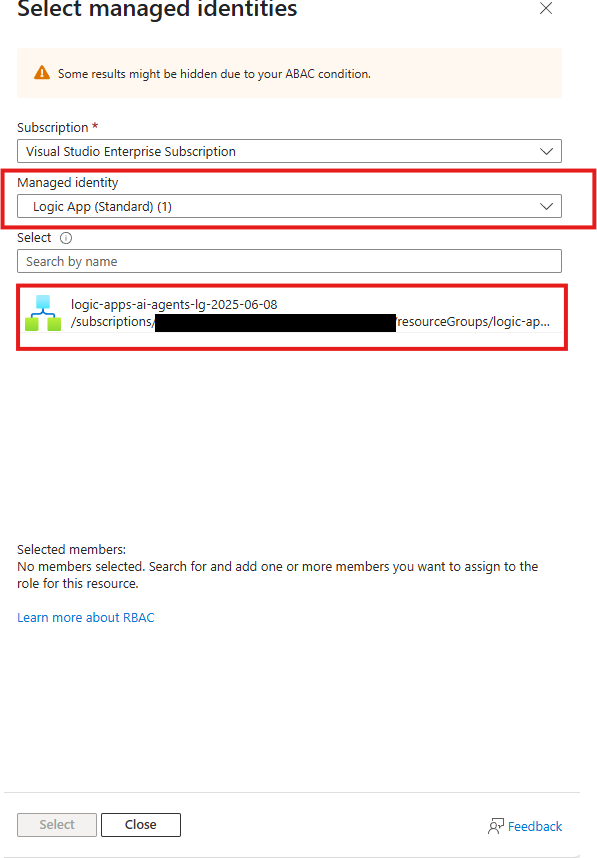 Select managed identities
Some results might be hidden due to your ABAC condition.
Subscription *
Visual Studio Enterprise Subscription
Managed identity
Logic App (Standard) (1)
Select
Search by name
logic-apps-ai-agents-lg-2025-06-08
/subscriptions/ /resourceGroups/logic-ap...
Selected members:
No members selected. Search for and add one or more members you want to assign to the
role for this resource.
Learn more about RBAC
Select
Close
Feedback